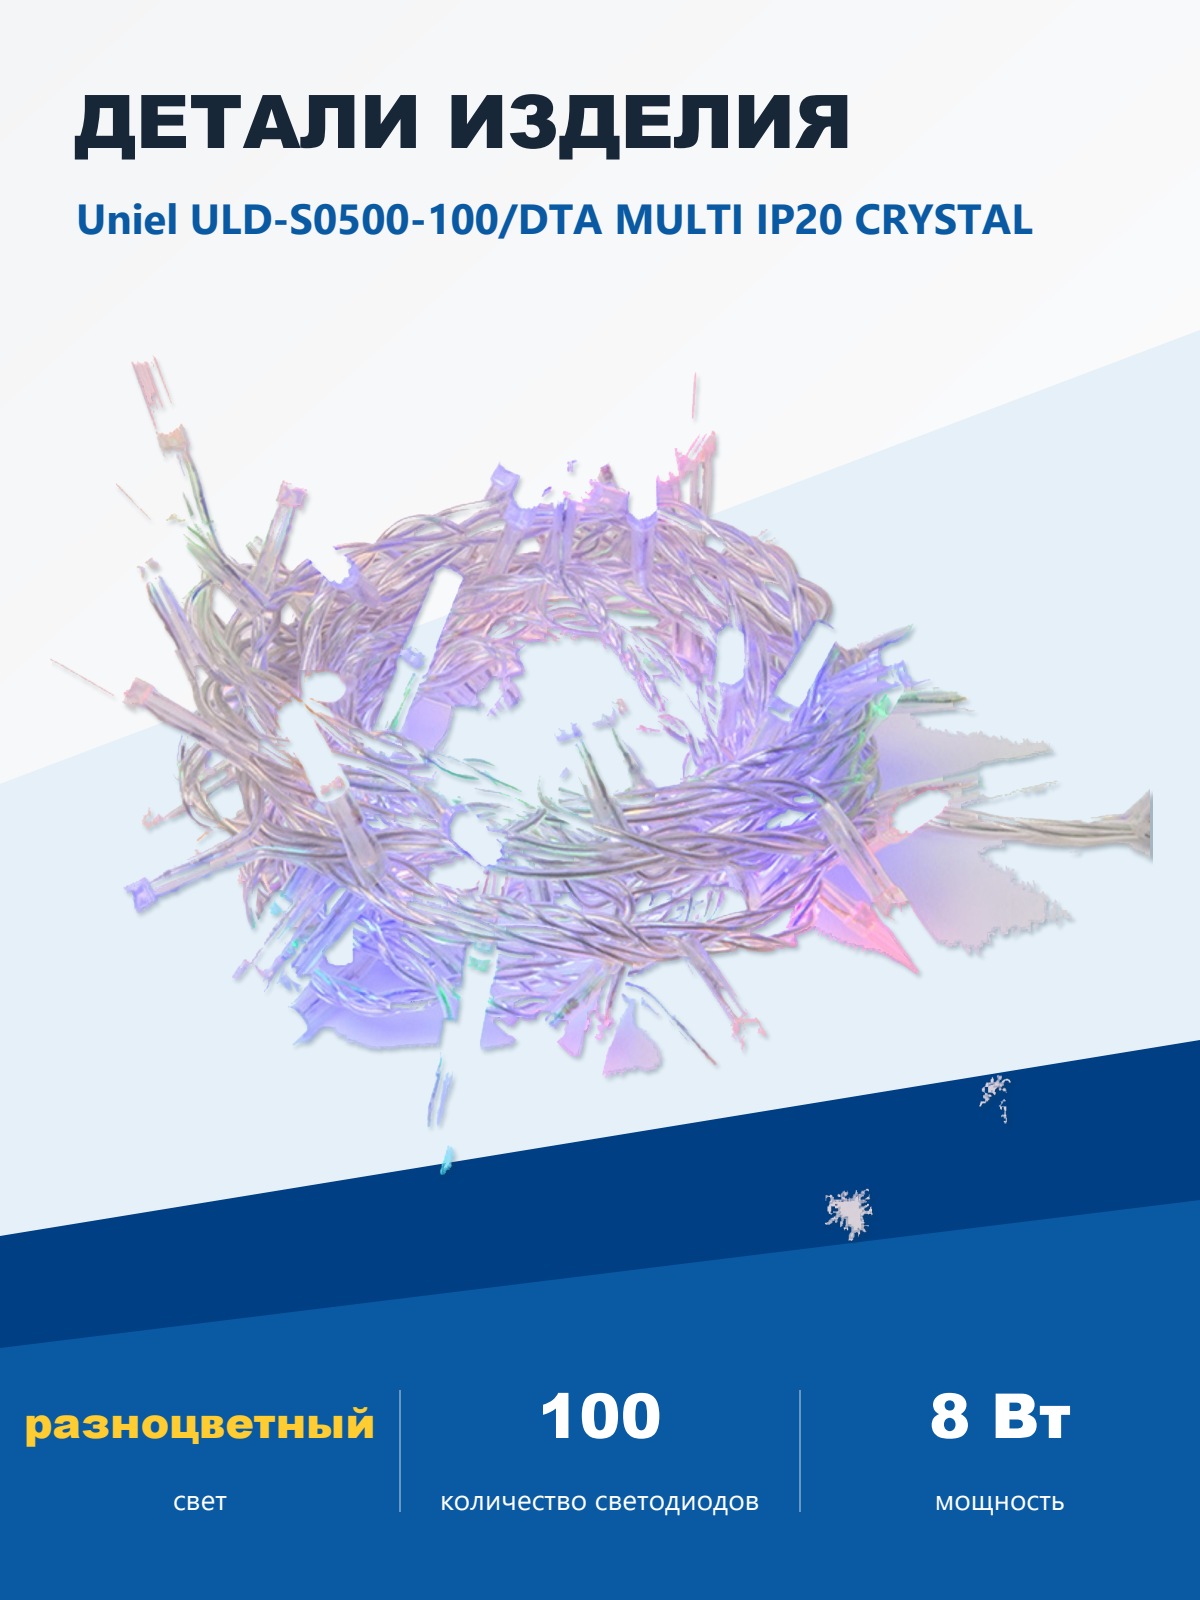 ДЕТАЛИ ИЗДЕЛИЯ
Uniel ULD-S0500-100/DTA MULTI IP20 CRYSTAL
разноцветный
свет
100
количество светодиодов
8 Вт
мощность